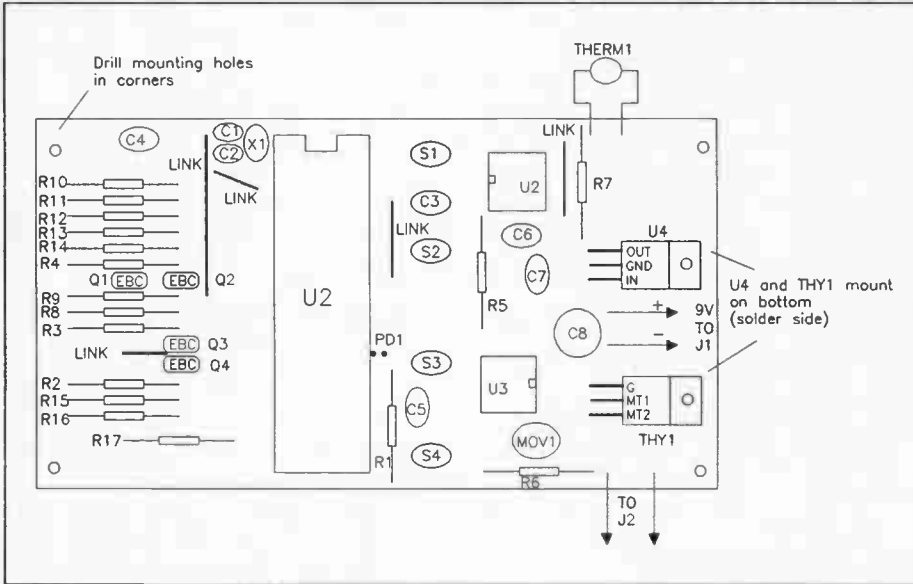 THERM1
Drill mounting holes
in corners
C4
C1
C2
X1
LINK
LINK
S1
LINK
U2
R7
R10
R11
R12
R13
R14
R4
C3
LINK
S2
C6
C7
R5
U4
OUT
GND
IN
U4 and THY1 mount
on bottom
(solder side)
Q1
EBC
EBC
Q2
R9
R8
R3
U2
+
9V
TO
J1
-
C8
LINK
EBC
Q3
EBC
Q4
PD1
S3
U3
G
MT1
MT2
THY1
R2
R15
R16
R17
C5
R1
S4
MOV1
R6
TO
J2